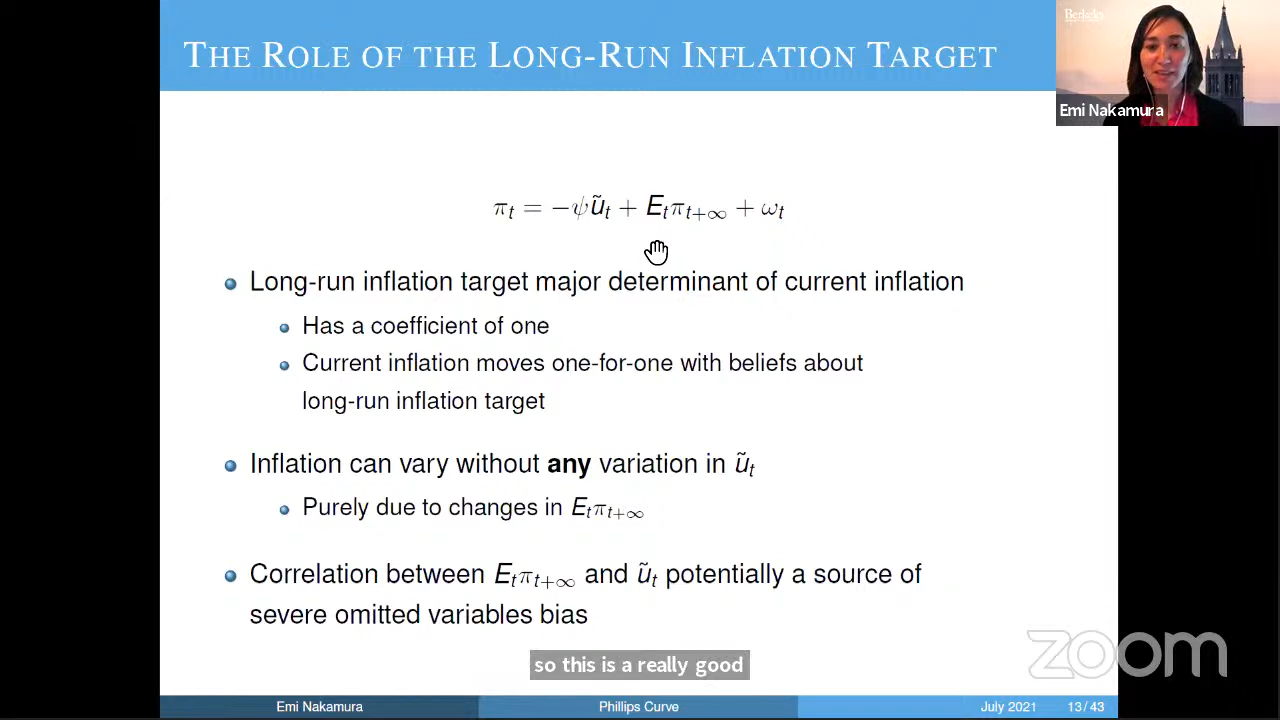 THE ROLE OF THE LONG-RUN INFLATION TARGET
Berkeley
Emi Nakamura
πt = −ψũt + Etπt+∞ + ωt
Long-run inflation target major determinant of current inflation
Has a coefficient of one
Current inflation moves one-for-one with beliefs about
long-run inflation target
Inflation can vary without any variation in ũt
Purely due to changes in Etπt+∞
Correlation between Etπt+∞ and ũt potentially a source of
severe omitted variables bias
so this is a really good
zoom
Emi Nakamura Phillips Curve July 2021 13/43